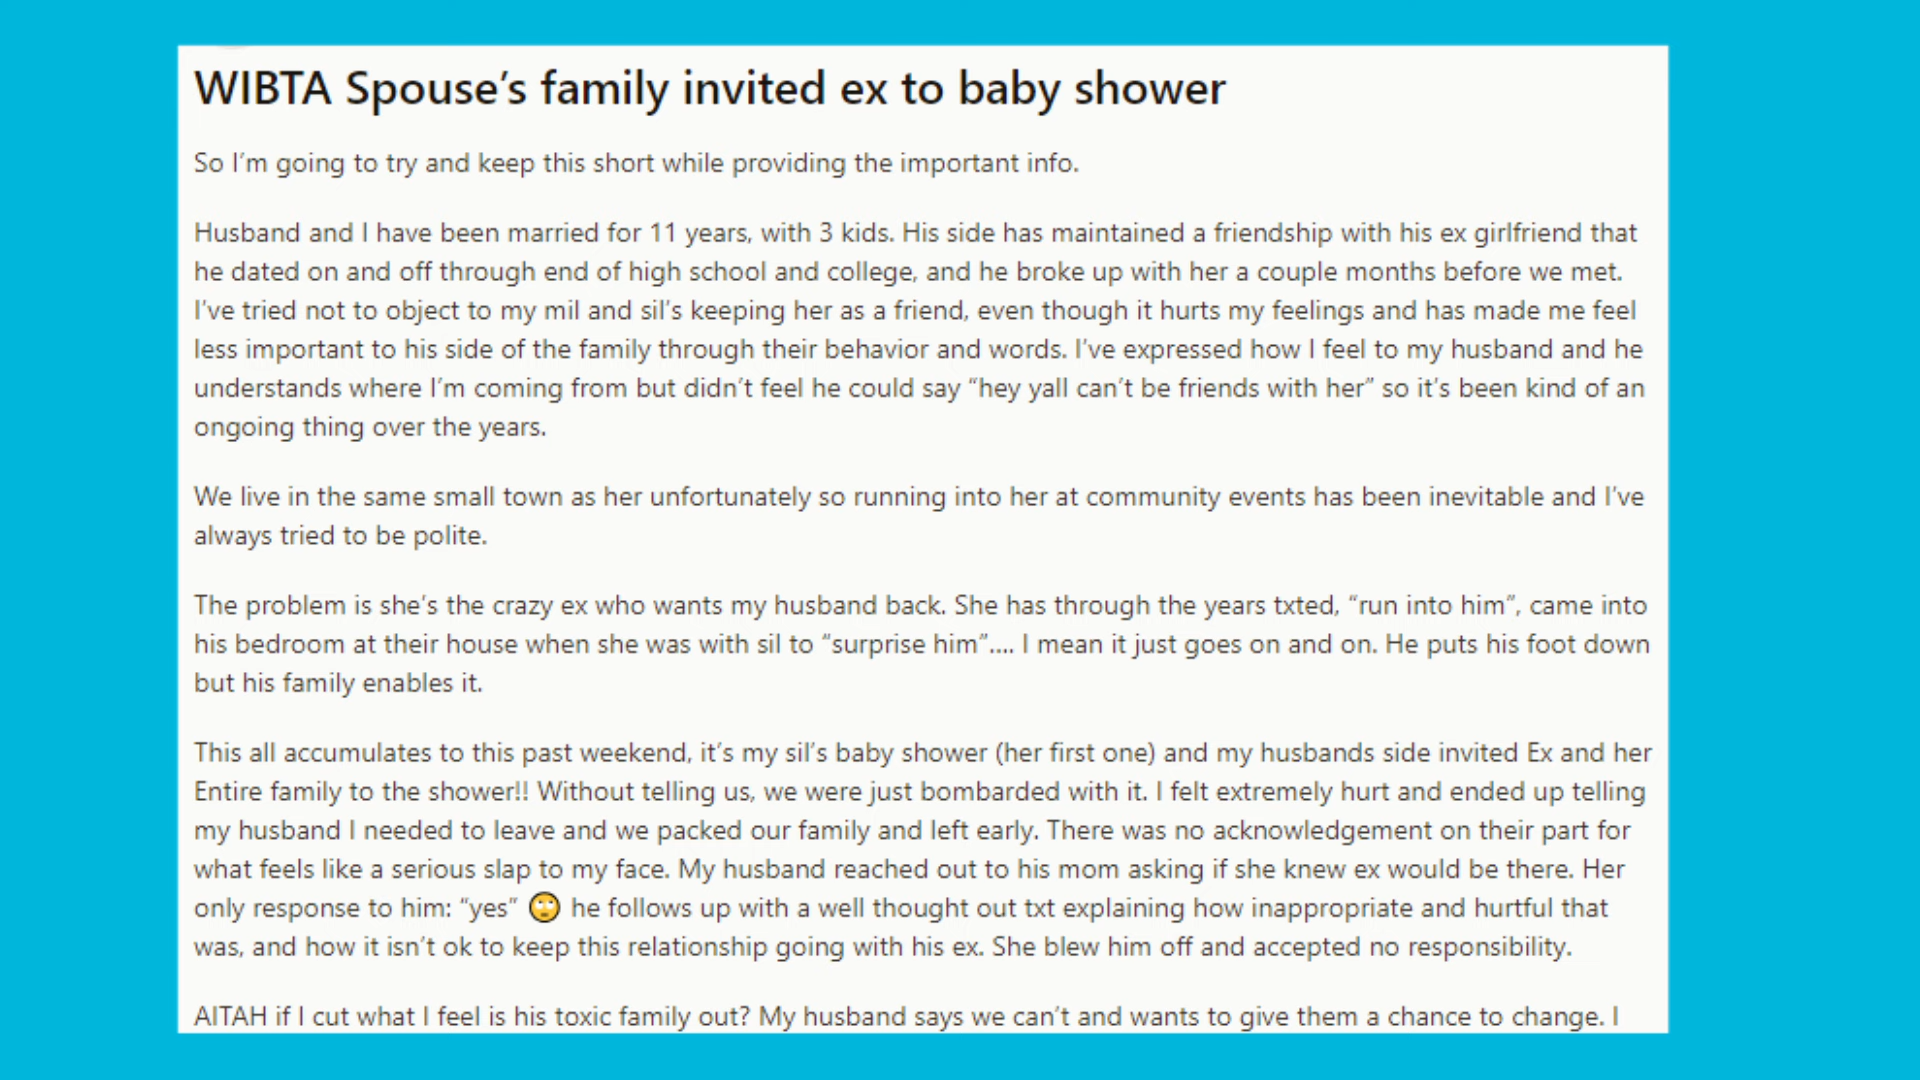 WIBTA Spouse’s family invited ex to baby shower
So I’m going to try and keep this short while providing the important info.
Husband and I have been married for 11 years, with 3 kids. His side has maintained a friendship with his ex girlfriend that
he dated on and off through end of high school and college, and he broke up with her a couple months before we met.
I’ve tried not to object to my mil and sil’s keeping her as a friend, even though it hurts my feelings and has made me feel
less important to his side of the family through their behavior and words. I’ve expressed how I feel to my husband and he
understands where I’m coming from but didn’t feel he could say “hey yall can’t be friends with her” so it’s been kind of an
ongoing thing over the years.
We live in the same small town as her unfortunately so running into her at community events has been inevitable and I’ve
always tried to be polite.
The problem is she’s the crazy ex who wants my husband back. She has through the years txted, “run into him”, came into
his bedroom at their house when she was with sil to “surprise him”.... I mean it just goes on and on. He puts his foot down
but his family enables it.
This all accumulates to this past weekend, it’s my sil’s baby shower (her first one) and my husbands side invited Ex and her
Entire family to the shower!! Without telling us, we were just bombarded with it. I felt extremely hurt and ended up telling
my husband I needed to leave and we packed our family and left early. There was no acknowledgement on their part for
what feels like a serious slap to my face. My husband reached out to his mom asking if she knew ex would be there. Her
only response to him: “yes” 🙄 he follows up with a well thought out txt explaining how inappropriate and hurtful that
was, and how it isn’t ok to keep this relationship going with his ex. She blew him off and accepted no responsibility.
AITAH if I cut what I feel is his toxic family out? My husband says we can’t and wants to give them a chance to change. I